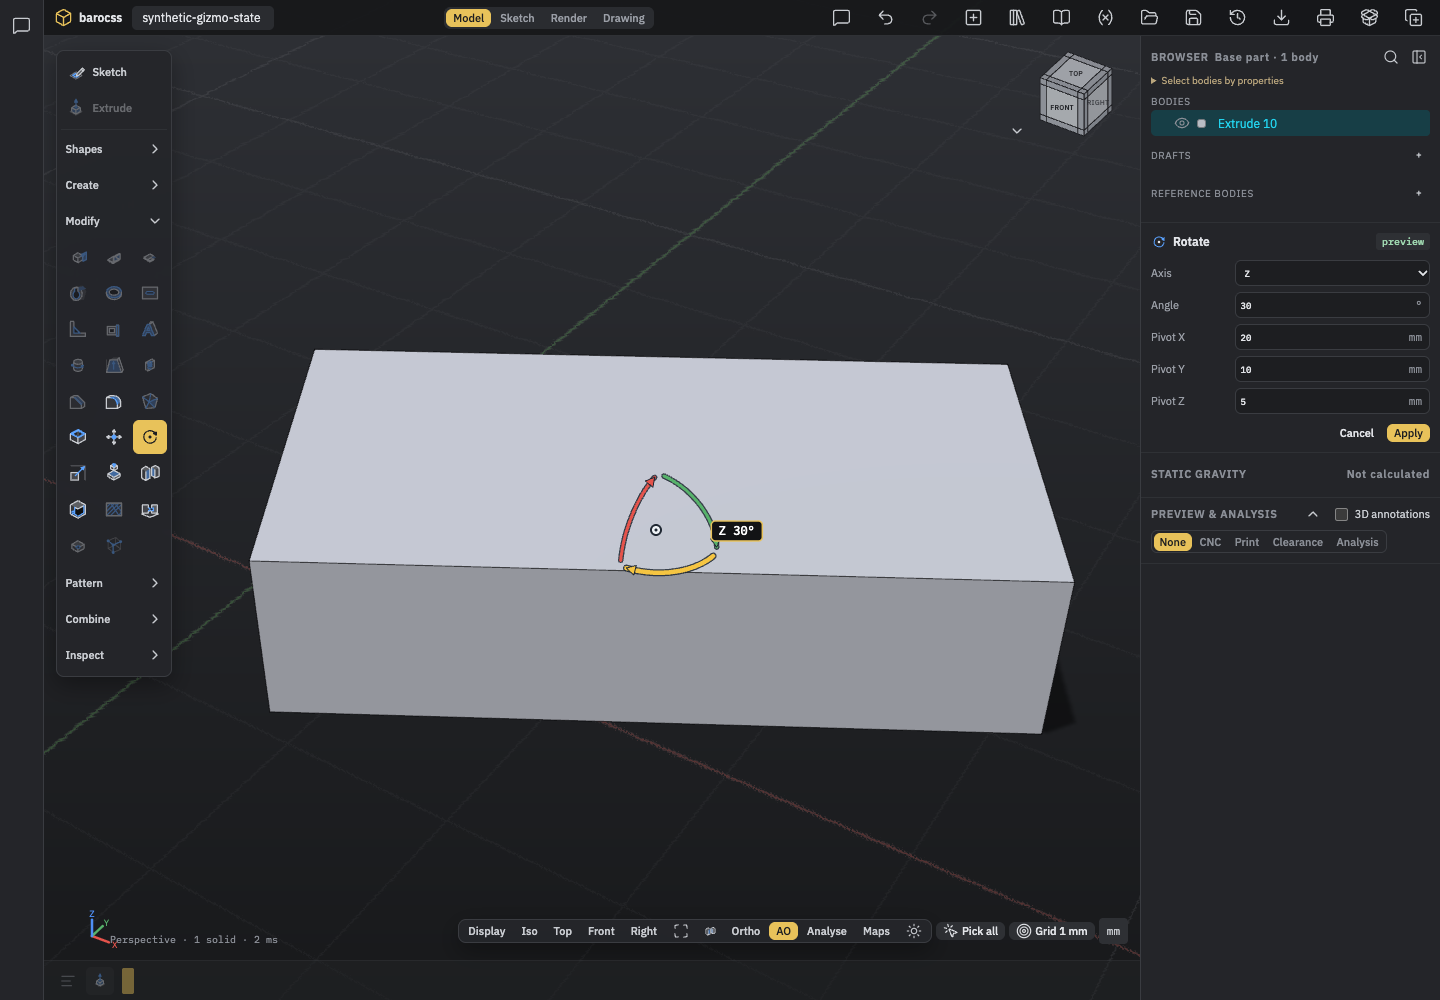 barocss synthetic-gizmo-state
Model Sketch Render Drawing
Sketch
Extrude
Shapes
Create
Modify
Pattern
Combine
Inspect
TOP
FRONT RIGHT
Z 30°
Z
Y
X
Perspective · 1 solid · 2 ms
Display Iso Top Front Right Ortho AO Analyse Maps Pick all Grid 1 mm mm
BROWSER Base part · 1 body
Select bodies by properties
BODIES
Extrude 10
DRAFTS +
REFERENCE BODIES +
Rotate preview
Axis Z
Angle 30 °
Pivot X 20 mm
Pivot Y 10 mm
Pivot Z 5 mm
Cancel Apply
STATIC GRAVITY Not calculated
PREVIEW & ANALYSIS 3D annotations
None CNC Print Clearance Analysis